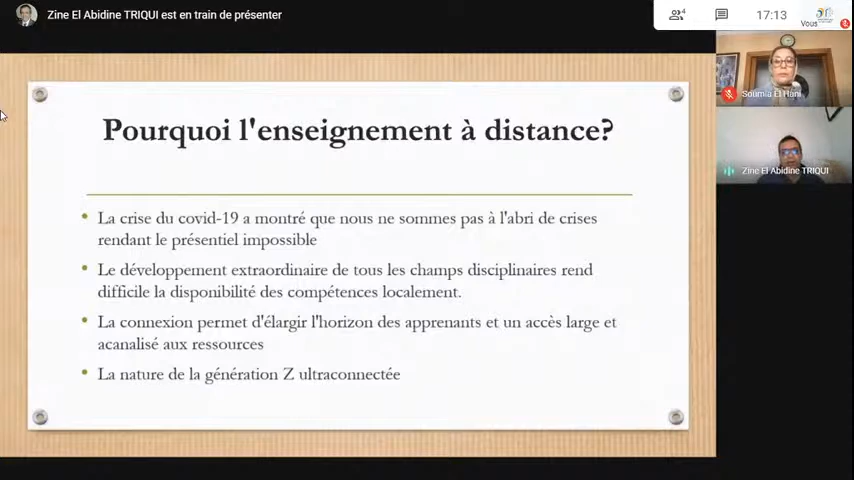 Zine El Abidine TRIQUI est en train de présenter
4
17:13
Vous
Soumia El Hani
Zine El Abidine TRIQUI
Pourquoi l'enseignement à distance?
• La crise du covid-19 a montré que nous ne sommes pas à l'abri de crises
rendant le présentiel impossible
• Le développement extraordinaire de tous les champs disciplinaires rend
difficile la disponibilité des compétences localement.
• La connexion permet d'élargir l'horizon des apprenants et un accès large et
acanalisé aux ressources
• La nature de la génération Z ultraconnectée